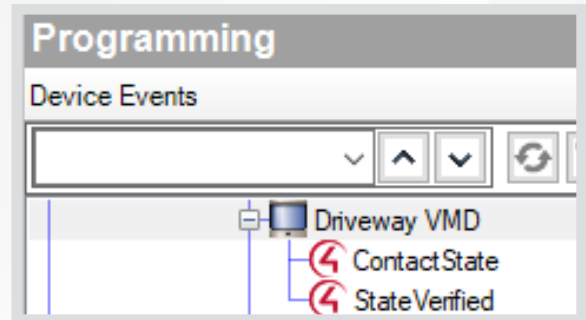 Programming
Device Events
Driveway VMD
ContactState
StateVerified